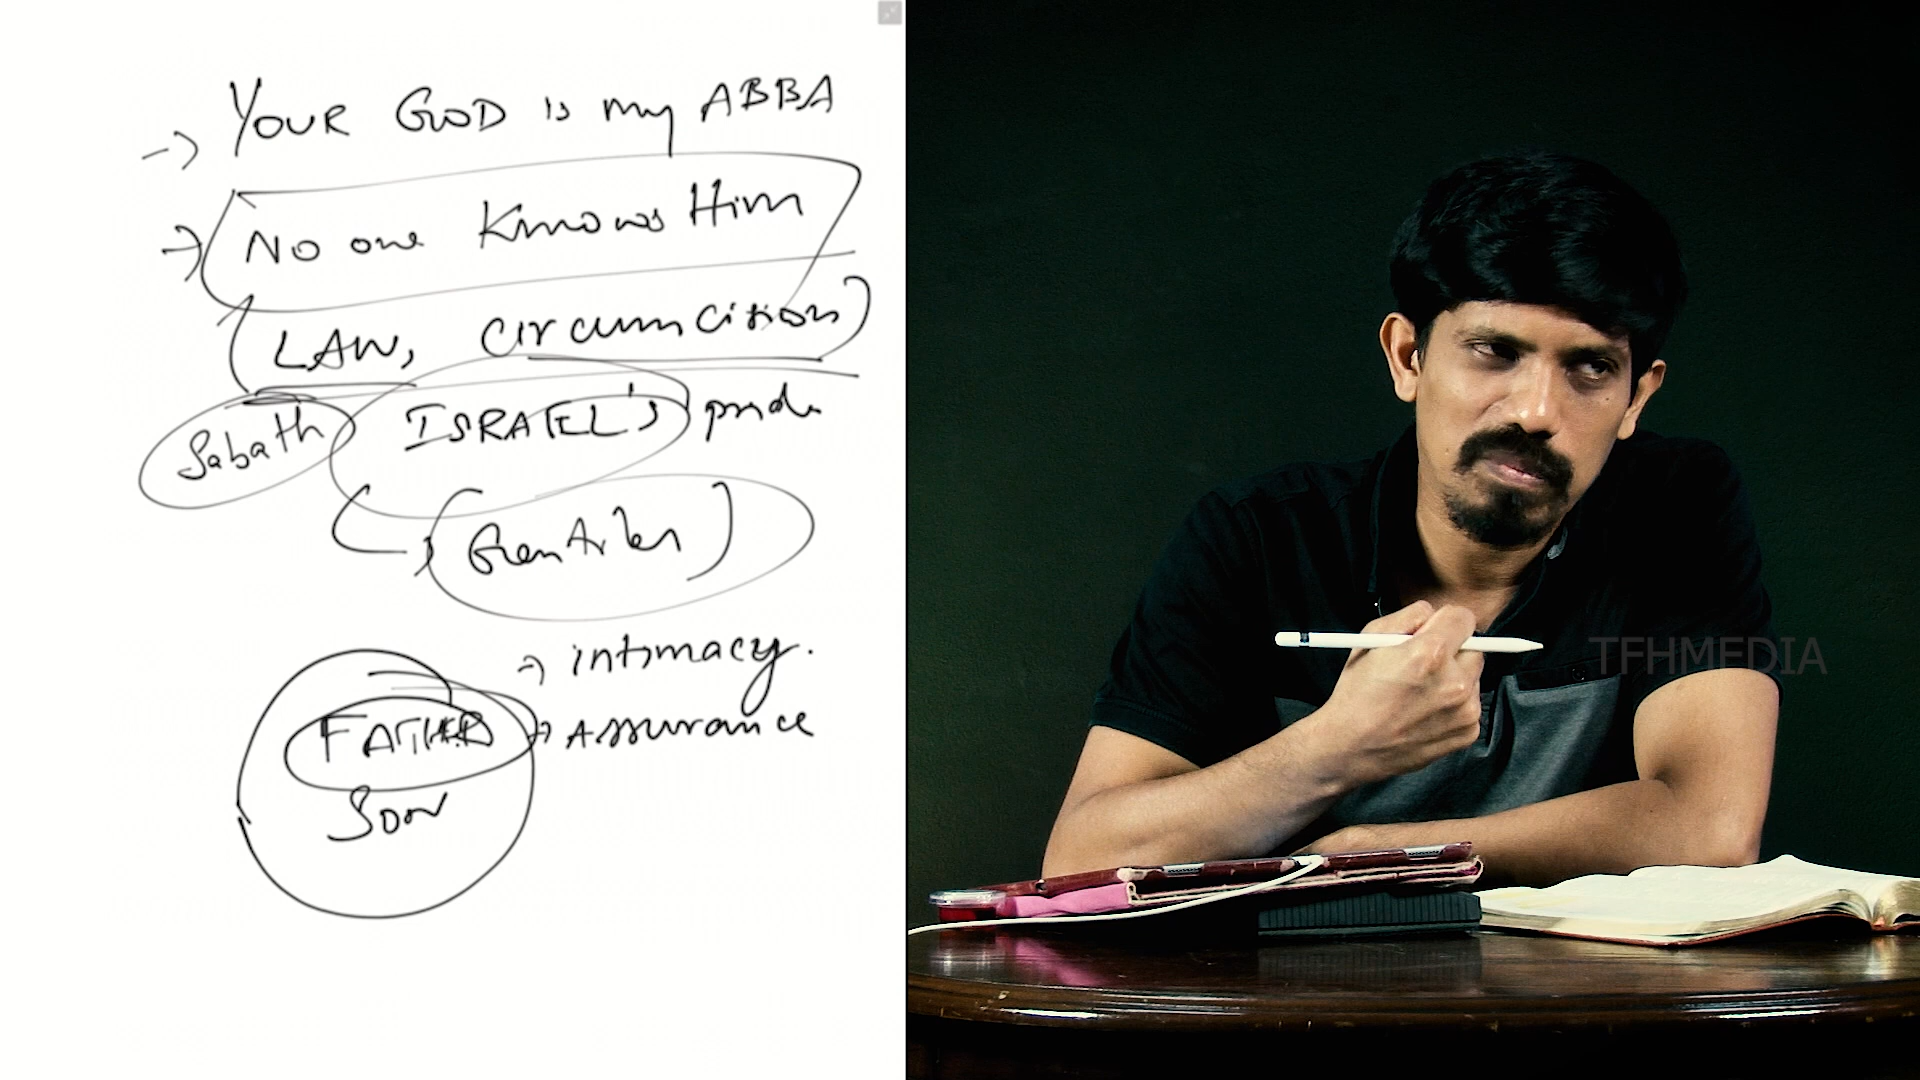 → YOUR GOD is my ABBA
→ No one Knows Him
(LAW, Circumcision)
Sabath ISRAEL'S pride
(Gentiles)
→ intimacy.
FATHER → Assurance
SON
TFHMEDIA